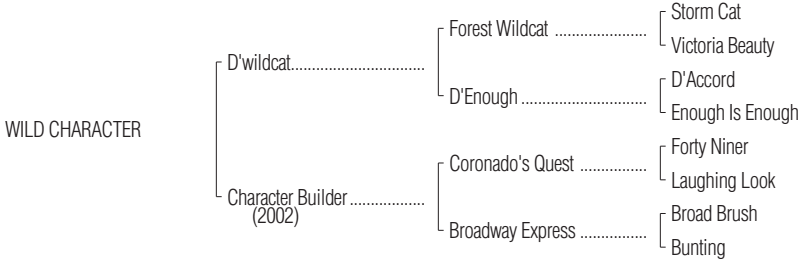 Storm Cat
Forest Wildcat ......................
Victoria Beauty
D'wildcat................................
D'Accord
D'Enough ..............................
Enough Is Enough
WILD CHARACTER
Forty Niner
Coronado's Quest ................
Laughing Look
Character Builder ..................
(2002)
Broad Brush
Broadway Express ................
Bunting